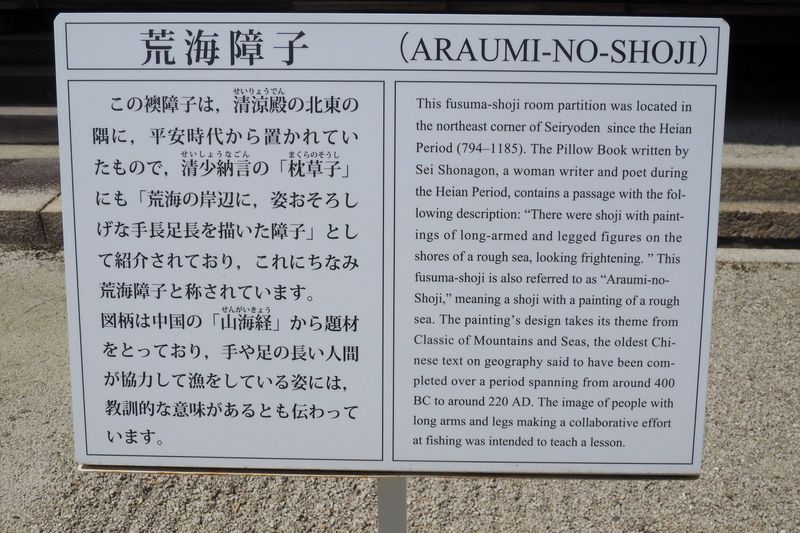 荒海障子 (ARAUMI-NO-SHOJI)
この襖障子は，清涼殿の北東の
せいりょうでん
隅に，平安時代から置かれてい
たもので，清少納言の「枕草子」
せいしょうなごん まくらのそうし
にも「荒海の岸辺に，姿おそろし
げな手長足長を描いた障子」とし
て紹介されており，これにちなみ
荒海障子と称されています。
図柄は中国の「山海経」から題材
せんがいきょう
をとっており，手や足の長い人間
が協力して漁をしている姿には，
教訓的な意味があるとも伝わって
います。
This fusuma-shoji room partition was located in
the northeast corner of Seiryoden since the Heian
Period (794–1185). The Pillow Book written by
Sei Shonagon, a woman writer and poet during
the Heian Period, contains a passage with the fol-
lowing description: “There were shoji with paint-
ings of long-armed and legged figures on the
shores of a rough sea, looking frightening. ” This
fusuma-shoji is also referred to as “Araumi-no-
Shoji,” meaning a shoji with a painting of a rough
sea. The painting’s design takes its theme from
Classic of Mountains and Seas, the oldest Chi-
nese text on geography said to have been com-
pleted over a period spanning from around 400
BC to around 220 AD. The image of people with
long arms and legs making a collaborative effort
at fishing was intended to teach a lesson.